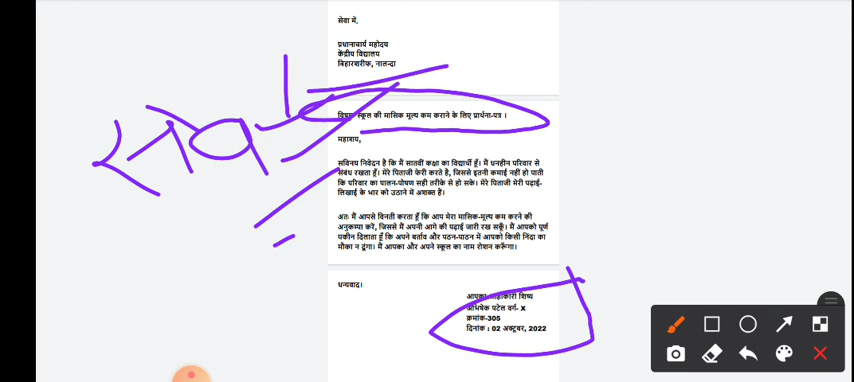 सेवा में,
प्रधानाचार्य महोदय
केंद्रीय विद्यालय
बिहारशरीफ, नालन्दा
विषय: स्कूल की मासिक मूल्य कम कराने के लिए प्रार्थना-पत्र ।
महाशय,
सविनय निवेदन है कि मैं सातवीं कक्षा का विद्यार्थी हूँ। मैं धनहीन परिवार से
संबंध रखता हूँ। मेरे पिताजी फेरी करते है, जिससे इतनी कमाई नहीं हो पाती
कि परिवार का पालन-पोषण सही तरीके से हो सके। मेरे पिताजी मेरी पढ़ाई-
लिखाई के भार को उठाने में अशक्त हैं।
अतः मैं आपसे विनती करता हूँ कि आप मेरा मासिक-मूल्य कम करने की
अनुकम्पा करें, जिससे मैं अपनी आगे की पढ़ाई जारी रख सकूँ। मैं आपको पूर्ण
यकीन दिलाता हूँ कि अपने बर्ताव और पठन-पाठन में आपको किसी निंदा का
मौका न दूंगा। मैं आपका और अपने स्कूल का नाम रोशन करूँगा।
धन्यवाद।
आपका आज्ञाकारी शिष्य
अभिषेक पटेल वर्ग- X
क्रमांक-305
दिनांक : 02 अक्टूबर, 2022